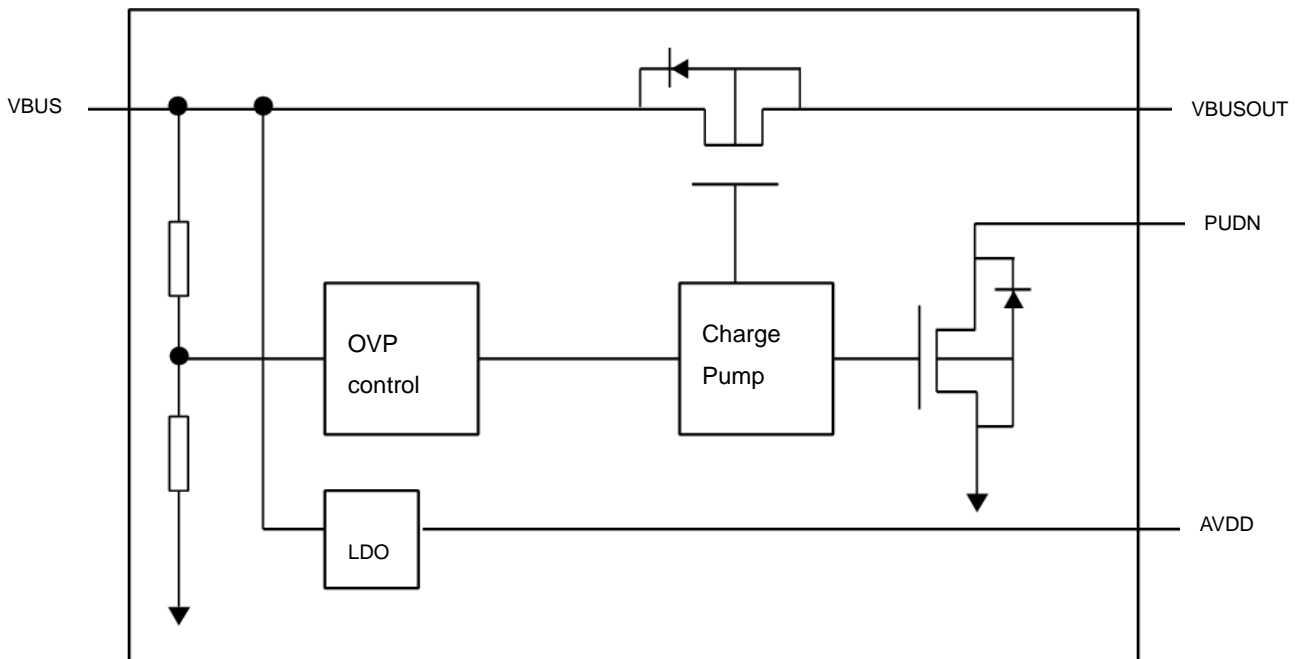 VBUS
VBUSOUT
PUDN
OVP
control
Charge
Pump
LDO
AVDD